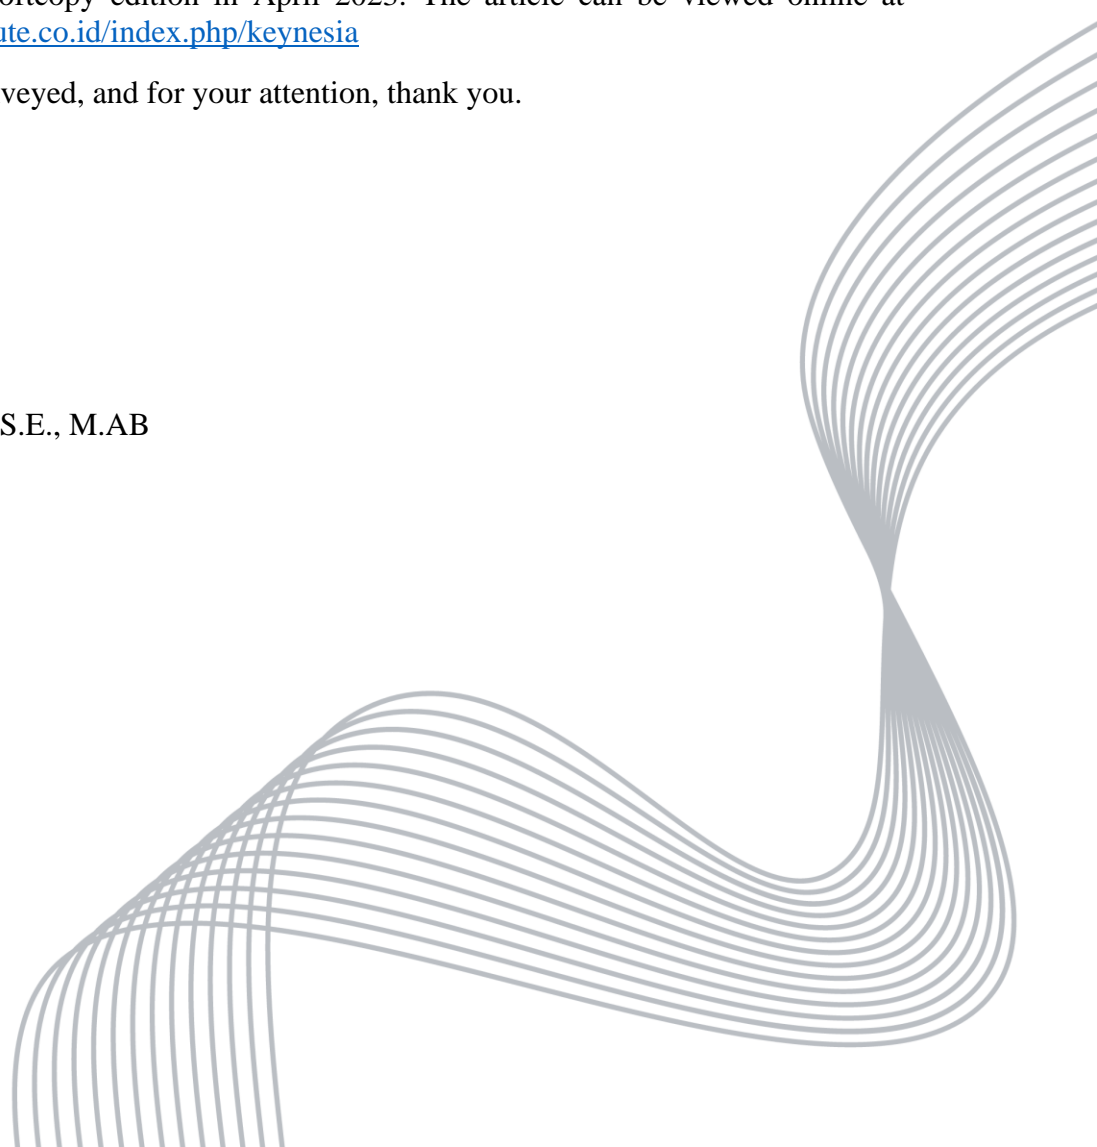 ortcopy edition in April 2023. The article can be viewed online at
ute.co.id/index.php/keynesia
veyed, and for your attention, thank you.
S.E., M.AB